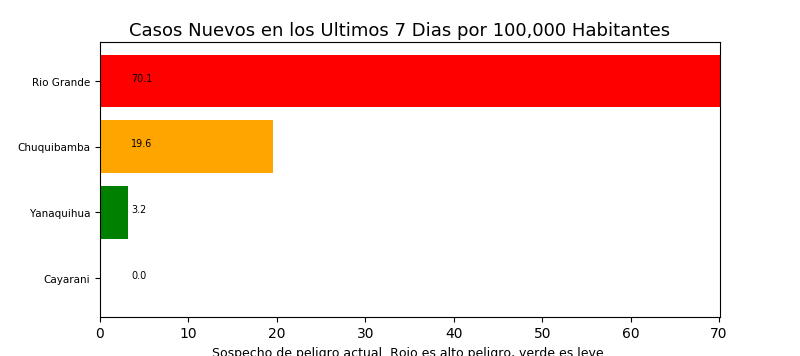 Casos Nuevos en los Ultimos 7 Dias por 100,000 Habitantes
Rio Grande
70.1
Chuquibamba
19.6
Yanaquihua
3.2
Cayarani
0.0
0 10 20 30 40 50 60 70
Sospecho de peligro actual. Rojo es alto peligro, verde es leve